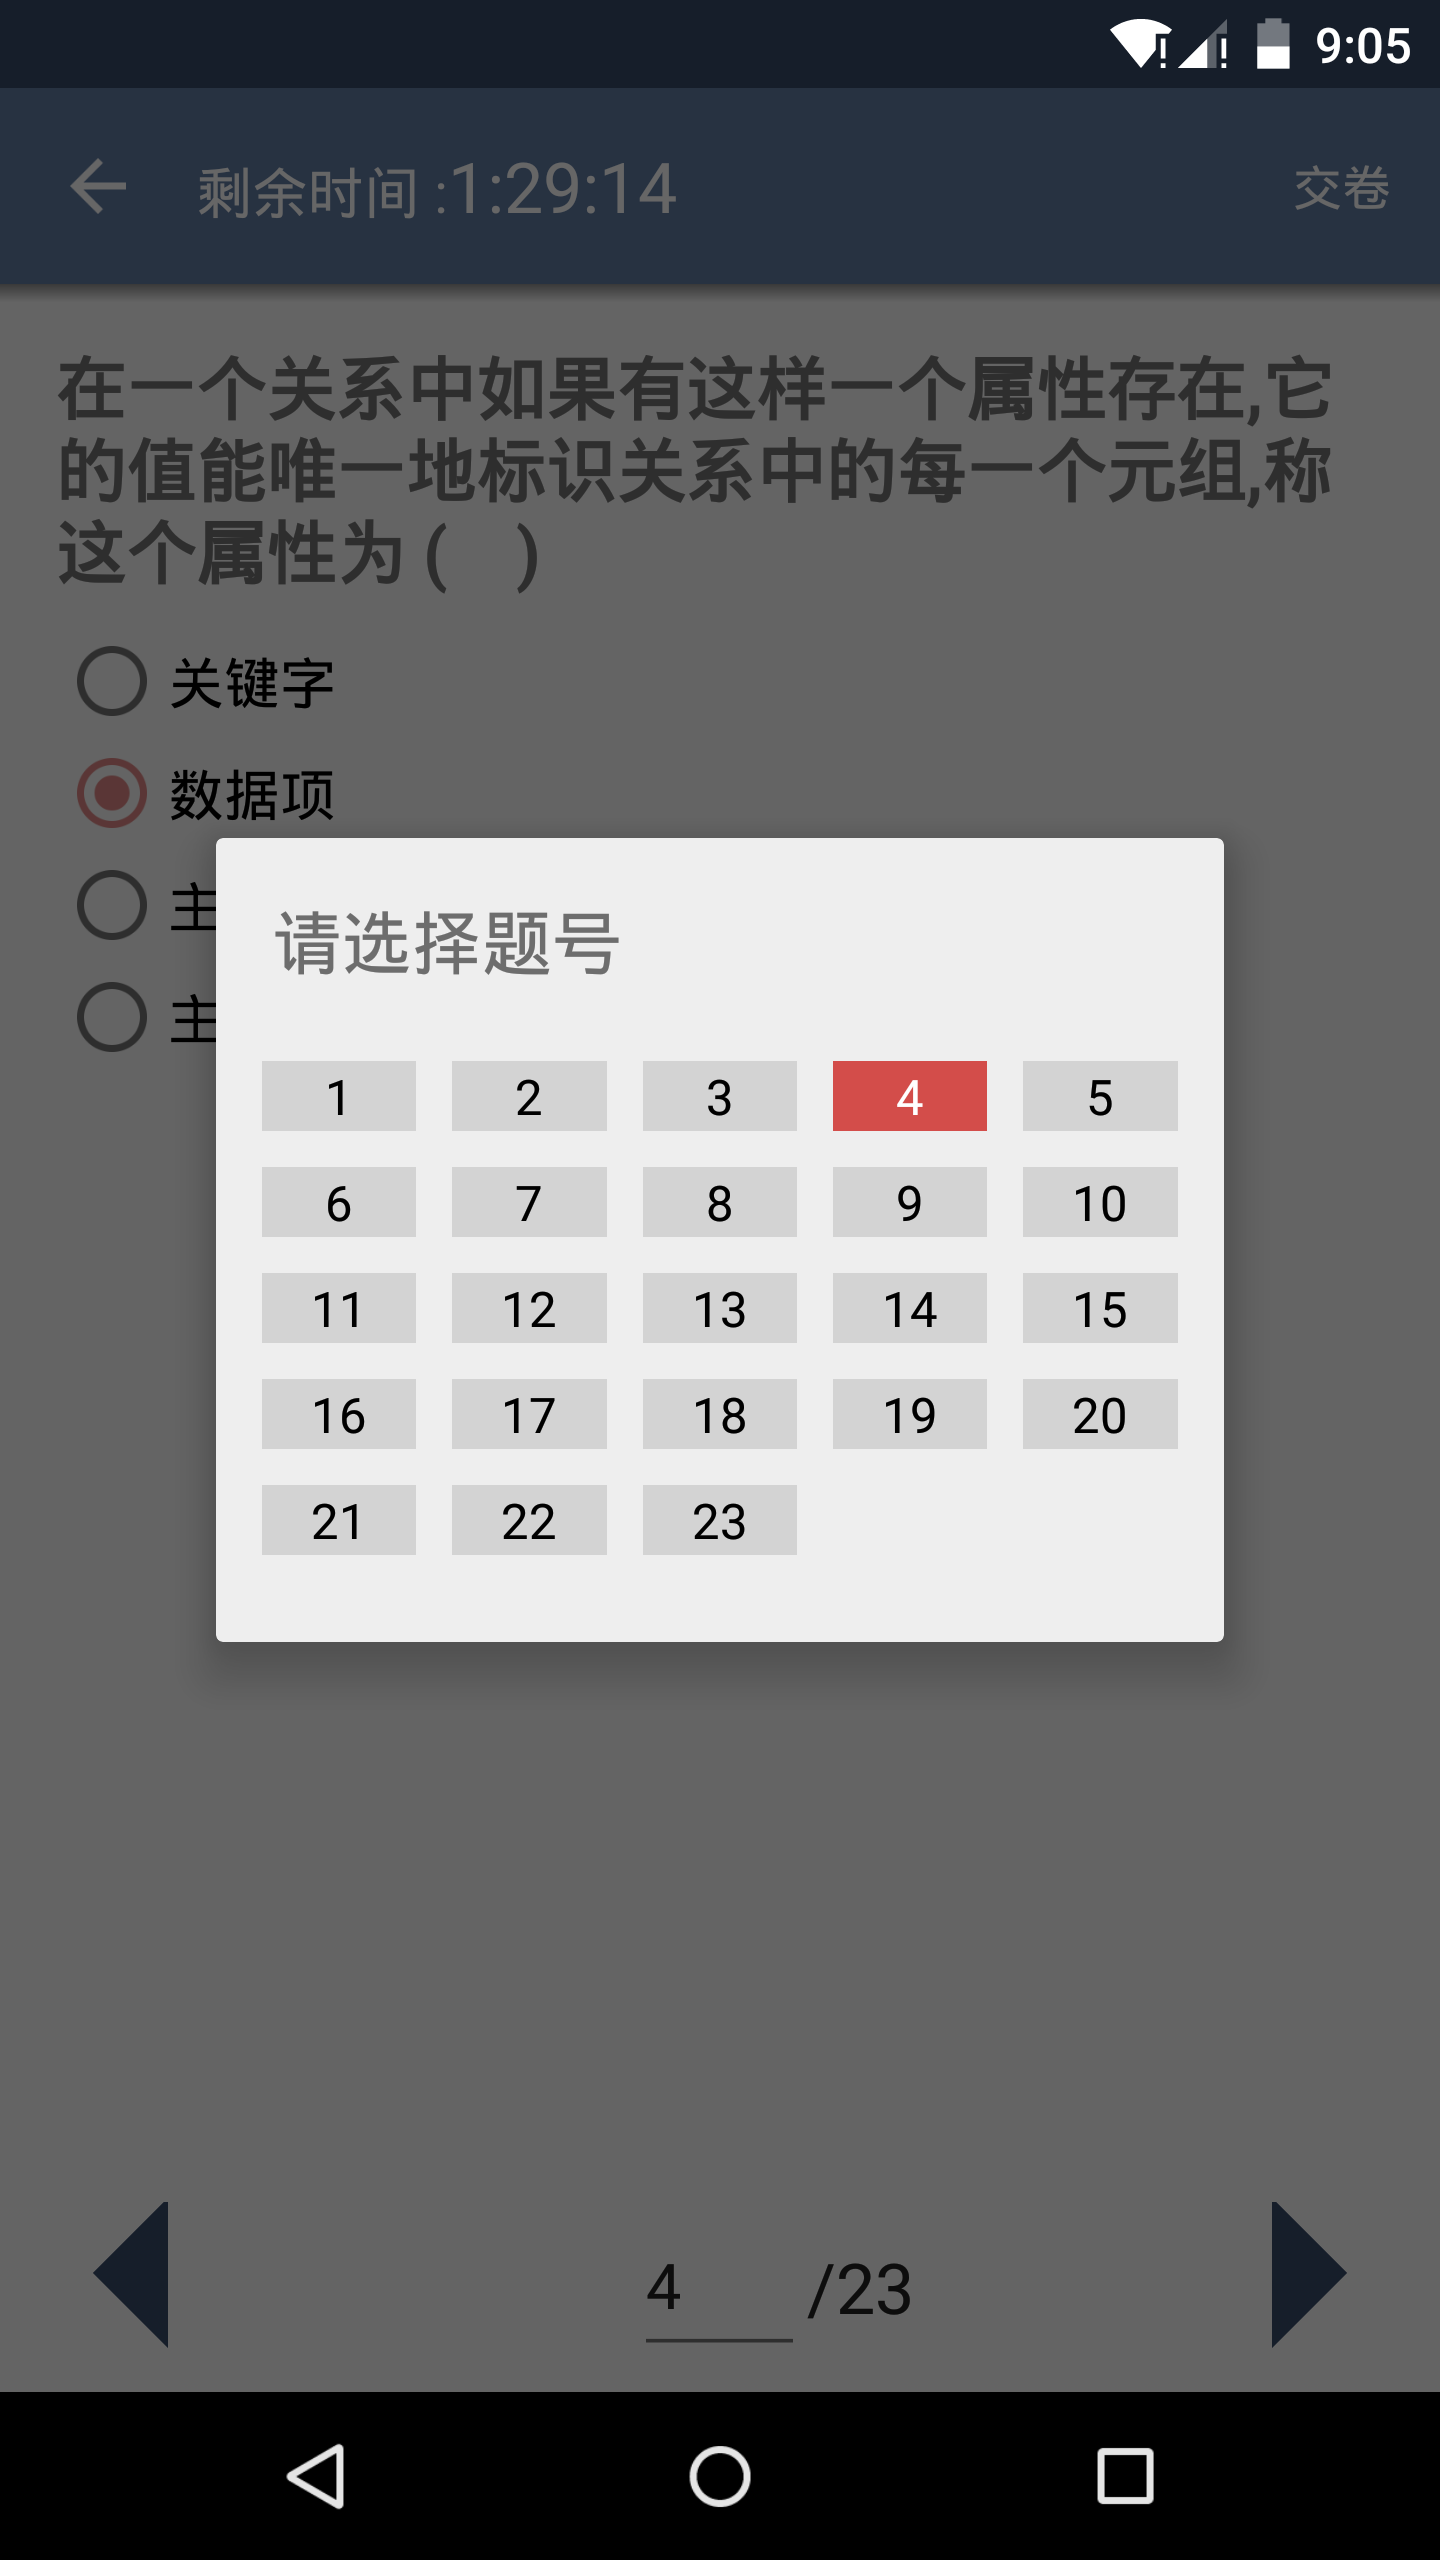 9:05
剩余时间 :1:29:14
交卷
在一个关系中如果有这样一个属性存在,它
的值能唯一地标识关系中的每一个元组,称
这个属性为 (    )
关键字
数据项
主
主
请选择题号
1 2 3 4 5
6 7 8 9 10
11 12 13 14 15
16 17 18 19 20
21 22 23
4 /23